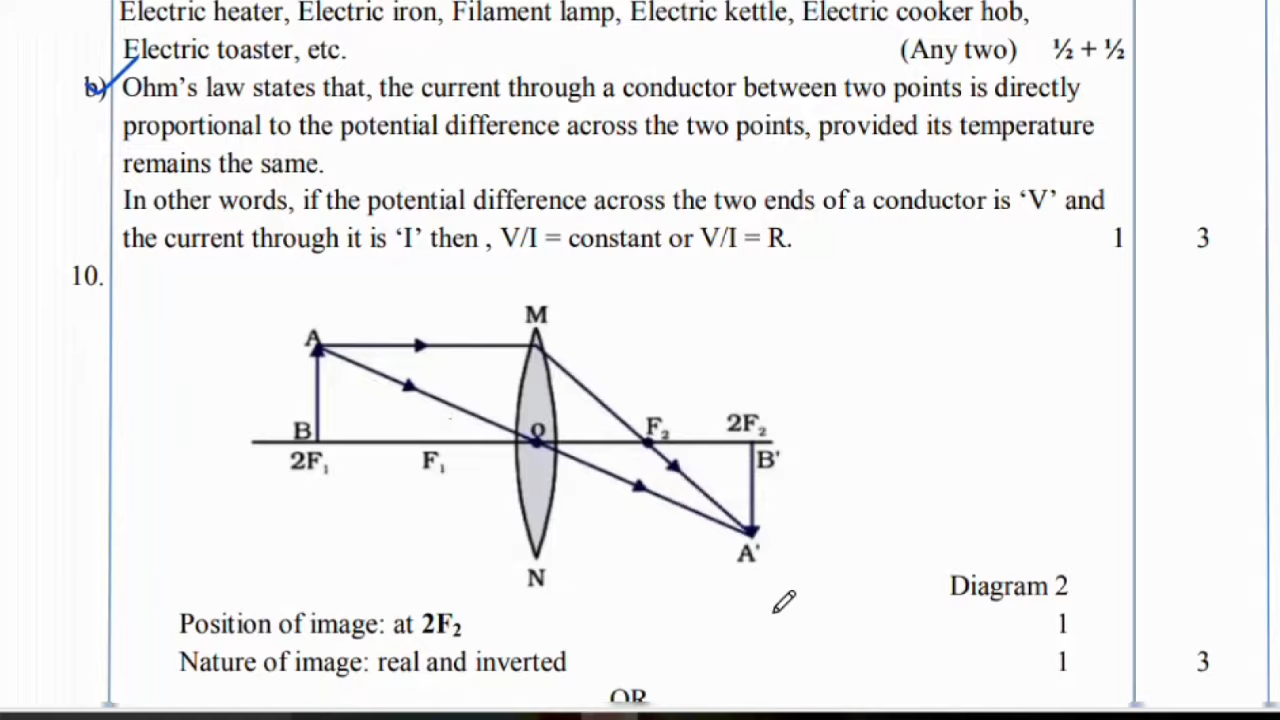 Electric heater, Electric iron, Filament lamp, Electric kettle, Electric cooker hob,
Electric toaster, etc. (Any two) ½ + ½
b) Ohm’s law states that, the current through a conductor between two points is directly
proportional to the potential difference across the two points, provided its temperature
remains the same.
In other words, if the potential difference across the two ends of a conductor is ‘V’ and
the current through it is ‘I’ then , V/I = constant or V/I = R. 1 3
10.
M
A
B O F₂ 2F₂
2F₁ F₁ B'
A'
N
Diagram 2
Position of image: at 2F₂ 1
Nature of image: real and inverted 1 3
OR